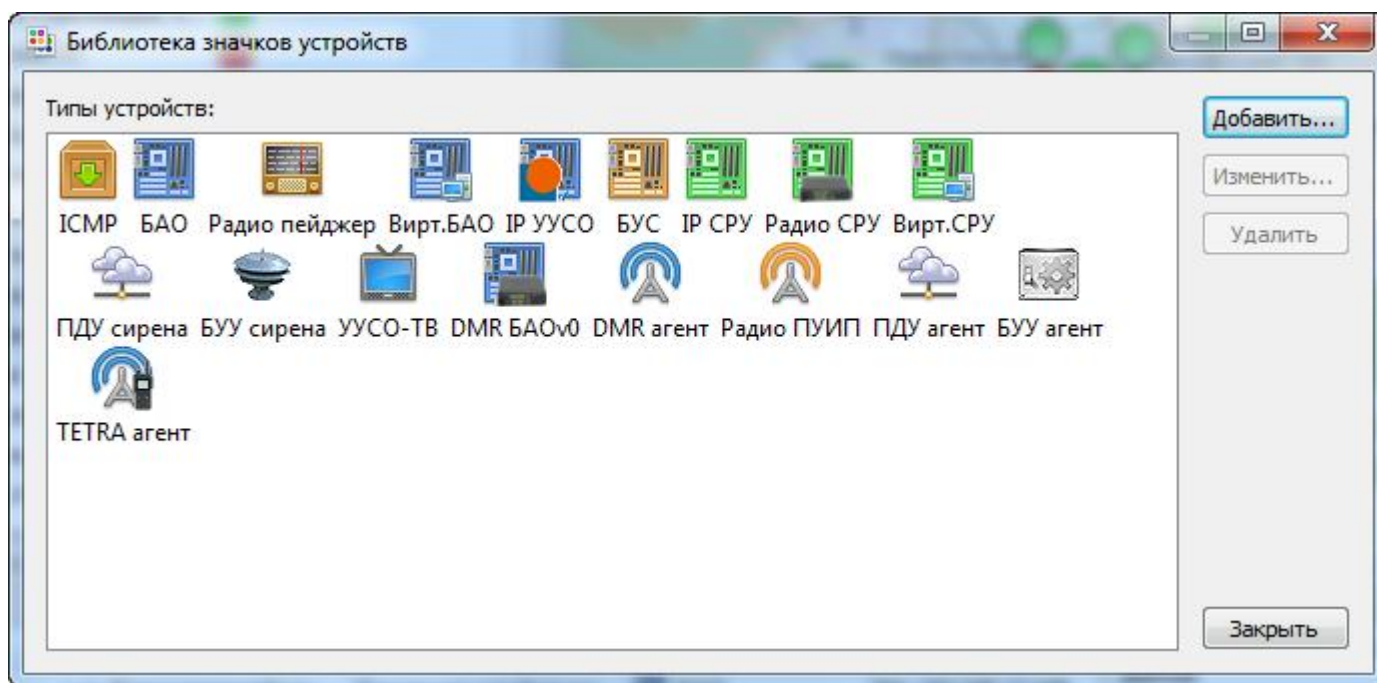 Библиотека значков устройств
Типы устройств:
ICMP БАО Радио пейджер Вирт.БАО IP УУСО БУС IP СРУ Радио СРУ Вирт.СРУ
ПДУ сирена БУУ сирена УУСО-ТВ DMR БАОv0 DMR агент Радио ПУИП ПДУ агент БУУ агент
TETRA агент
Добавить...
Изменить...
Удалить
Закрыть